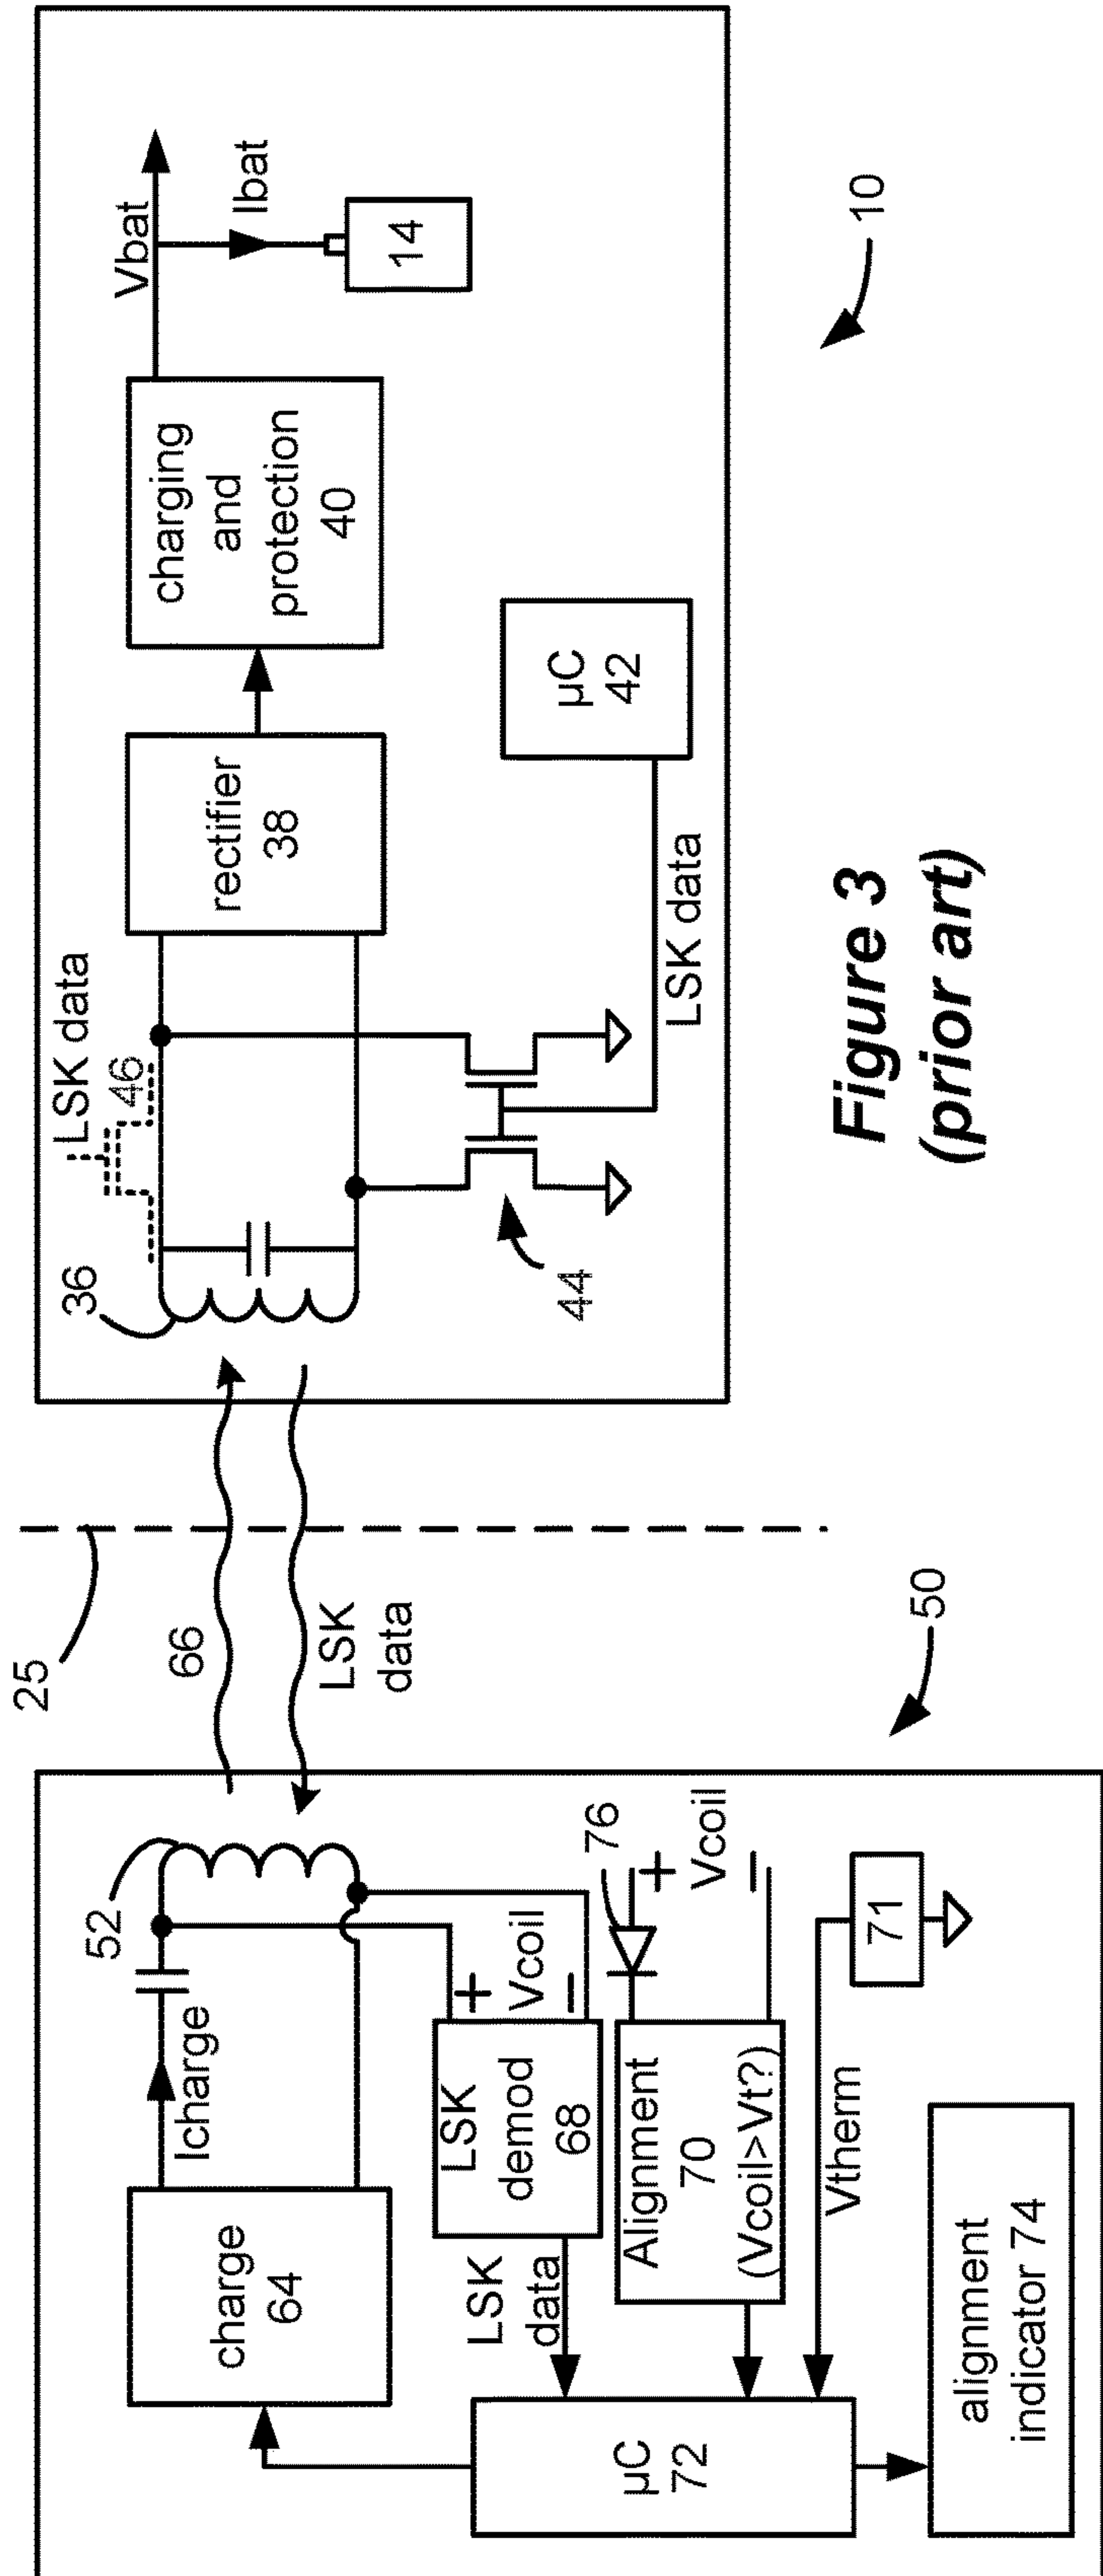 25
66
LSK
data
50
10
charge
64
Icharge
52
LSK
demod
68
+
Vcoil
−
LSK
data
Alignment
70
(Vcoil>Vt?)
76
+
Vcoil
−
71
Vtherm
µC
72
alignment
indicator 74
36
LSK data
46
44
rectifier
38
charging
and
protection
40
Vbat
Ibat
14
µC
42
LSK data
Figure 3
(prior art)